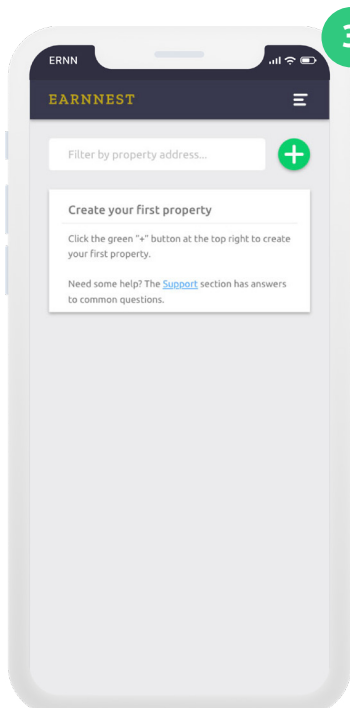 3
ERNN
EARNNEST
Filter by property address...
Create your first property
Click the green "+" button at the top right to create
your first property.
Need some help? The Support section has answers
to common questions.